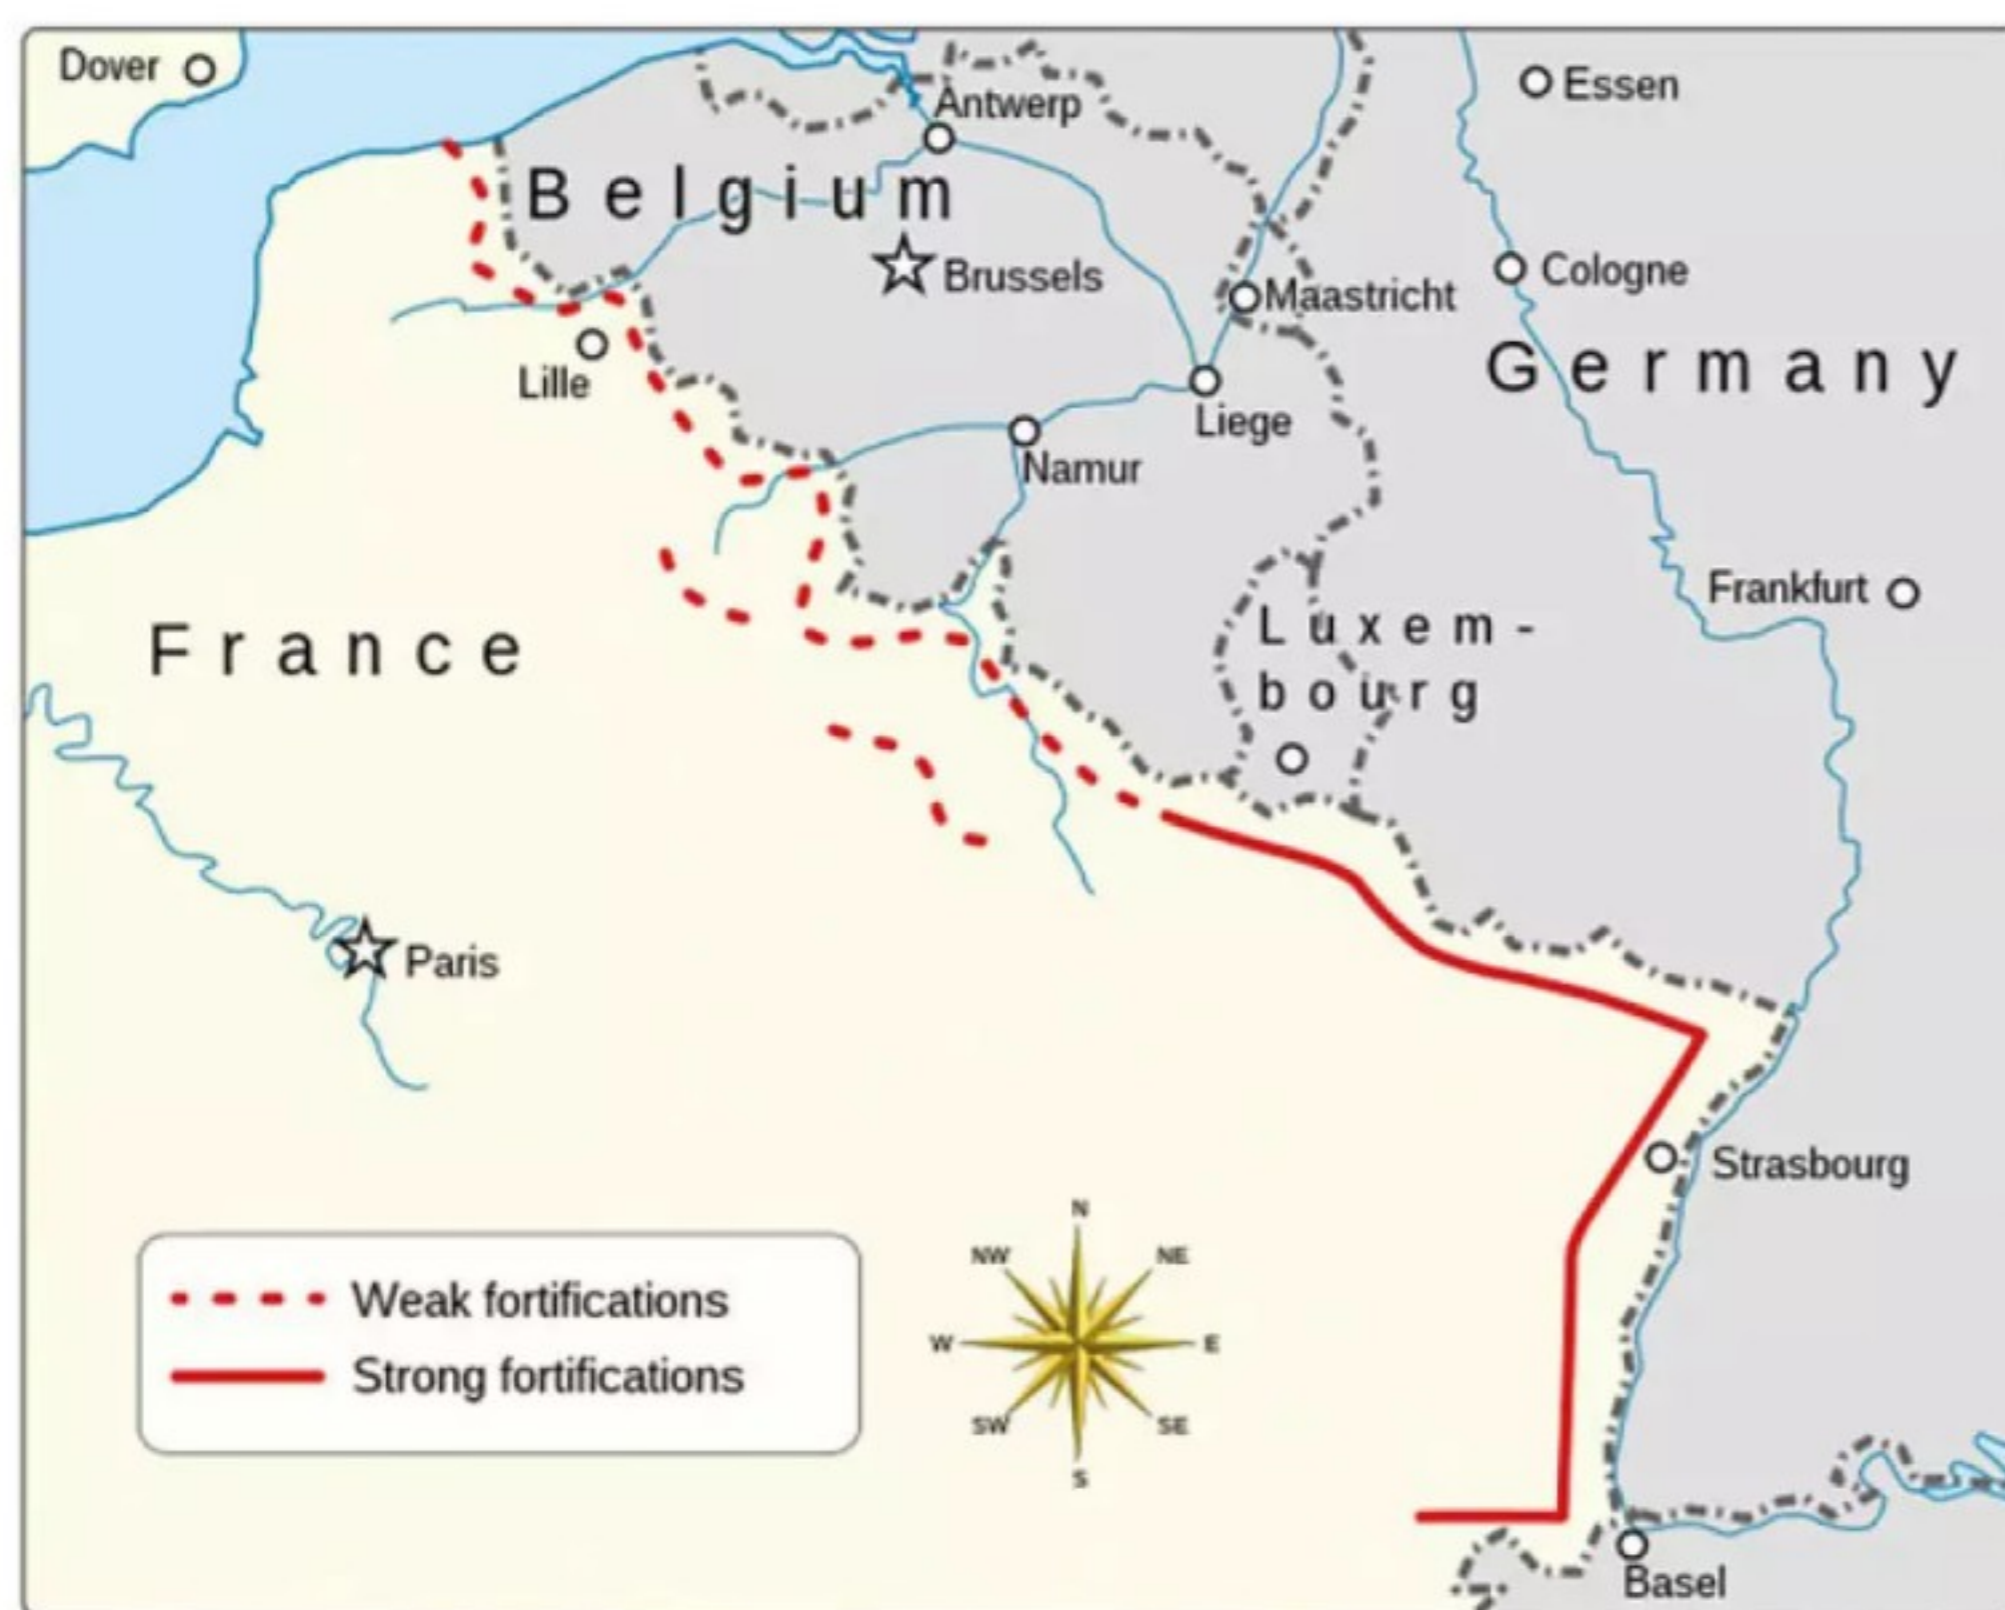 Dover
Essen
Antwerp
Belgium
Brussels
Cologne
Maastricht
Germany
Lille
Liege
Namur
Frankfurt
France
Luxem-
bourg
Paris
Strasbourg
N
NW
NE
W
E
SW
SE
S
Weak fortifications
Strong fortifications
Basel